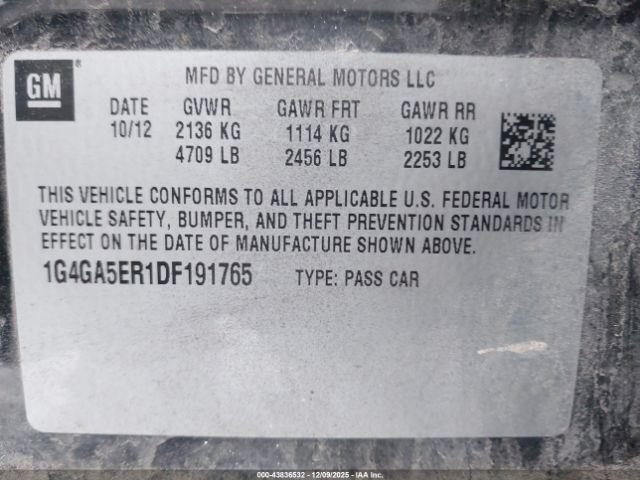 GM ®
MFD BY GENERAL MOTORS LLC
DATE GVWR GAWR FRT GAWR RR
10/12 2136 KG 1114 KG 1022 KG
4709 LB 2456 LB 2253 LB
THIS VEHICLE CONFORMS TO ALL APPLICABLE U.S. FEDERAL MOTOR
VEHICLE SAFETY, BUMPER, AND THEFT PREVENTION STANDARDS IN
EFFECT ON THE DATE OF MANUFACTURE SHOWN ABOVE.
1G4GA5ER1DF191765 TYPE: PASS CAR
000-43836532 - 12/09/2025 - IAA Inc.